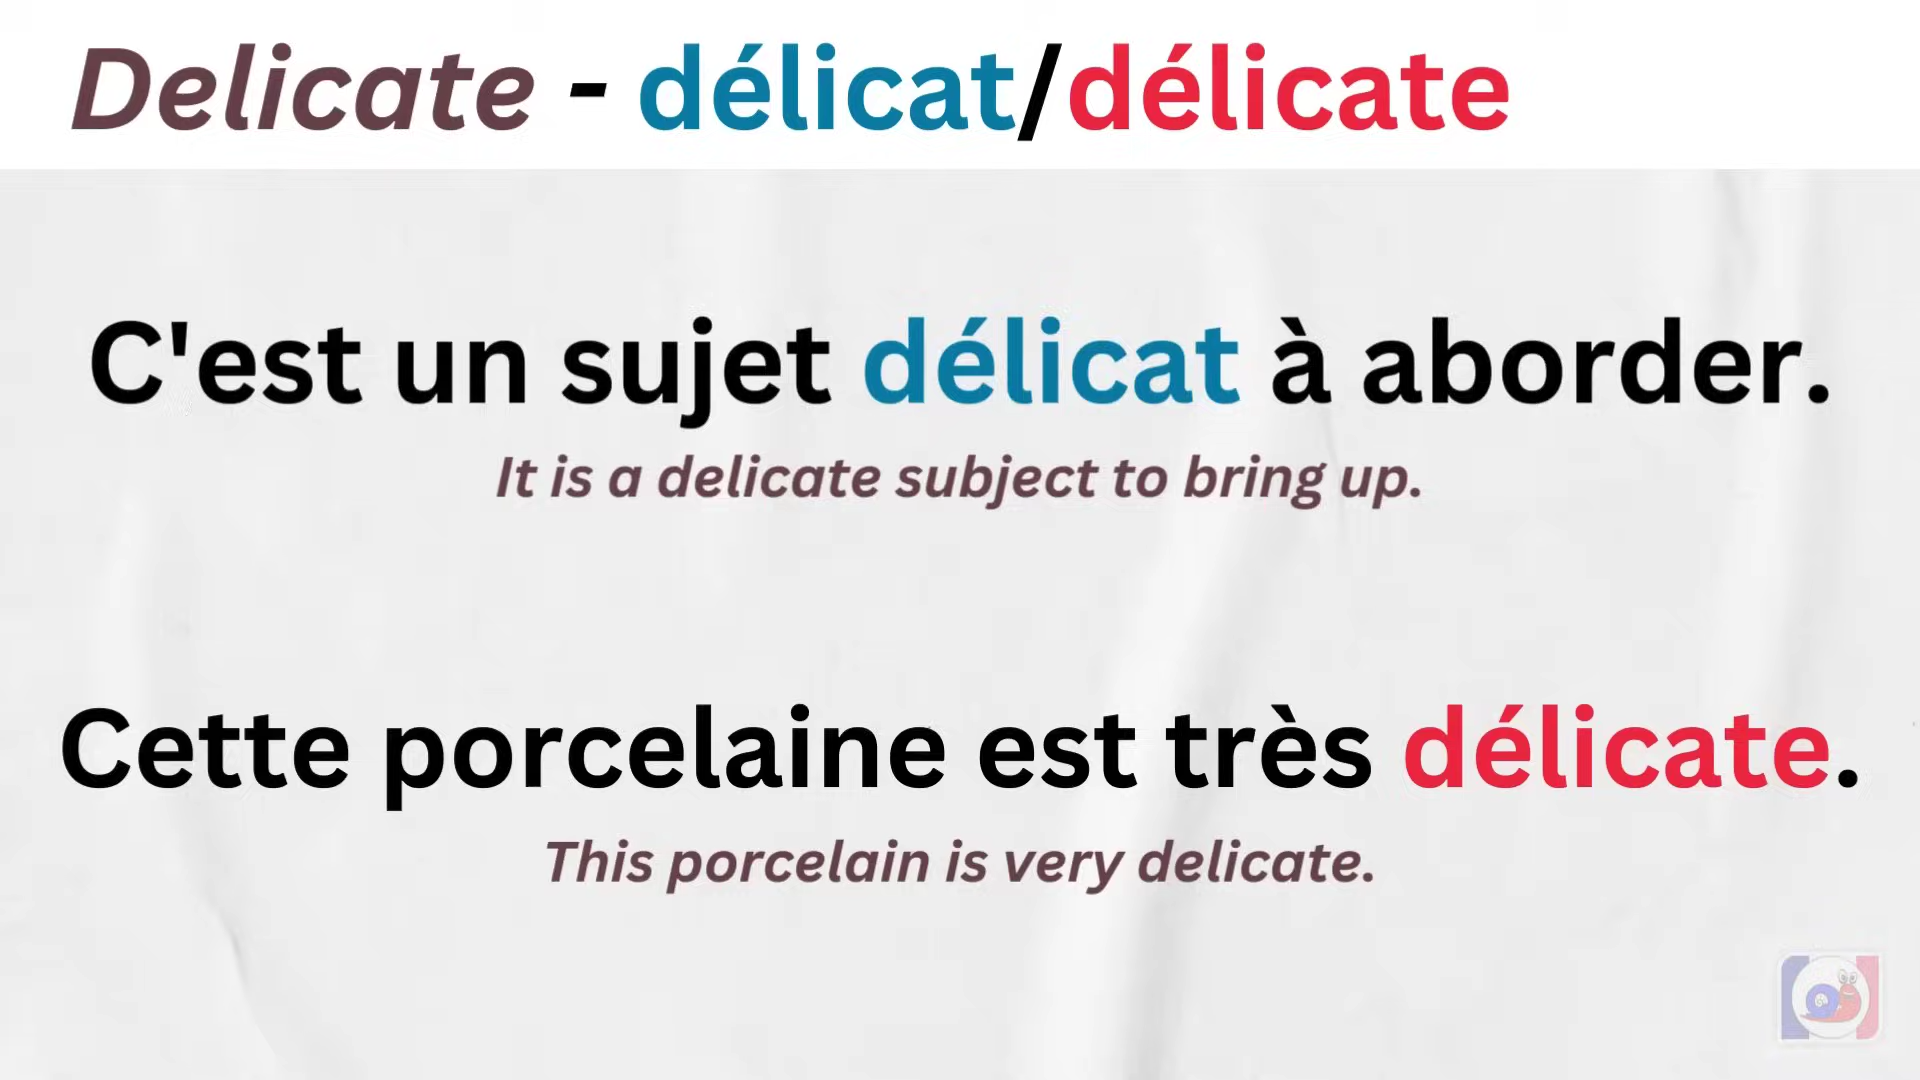 Delicate - délicat/délicate
C'est un sujet délicat à aborder.
It is a delicate subject to bring up.
Cette porcelaine est très délicate.
This porcelain is very delicate.